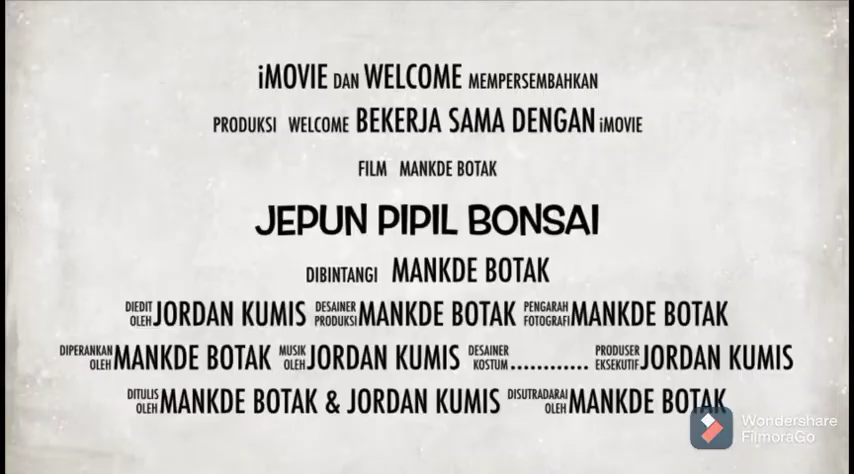 iMOVIE DAN WELCOME MEMPERSEMBAHKAN
PRODUKSI WELCOME BEKERJA SAMA DENGAN iMOVIE
FILM MANKDE BOTAK
JEPUN PIPIL BONSAI
DIBINTANGI MANKDE BOTAK
DIEDIT OLEH JORDAN KUMIS DESAINER PRODUKSI MANKDE BOTAK PENGARAH FOTOGRAFI MANKDE BOTAK
DIPERANKAN OLEH MANKDE BOTAK MUSIK OLEH JORDAN KUMIS DESAINER KOSTUM ............ PRODUSER EKSEKUTIF JORDAN KUMIS
DITULIS OLEH MANKDE BOTAK & JORDAN KUMIS DISUTRADARAI OLEH MANKDE BOTAK
Wondershare
FilmoraGo